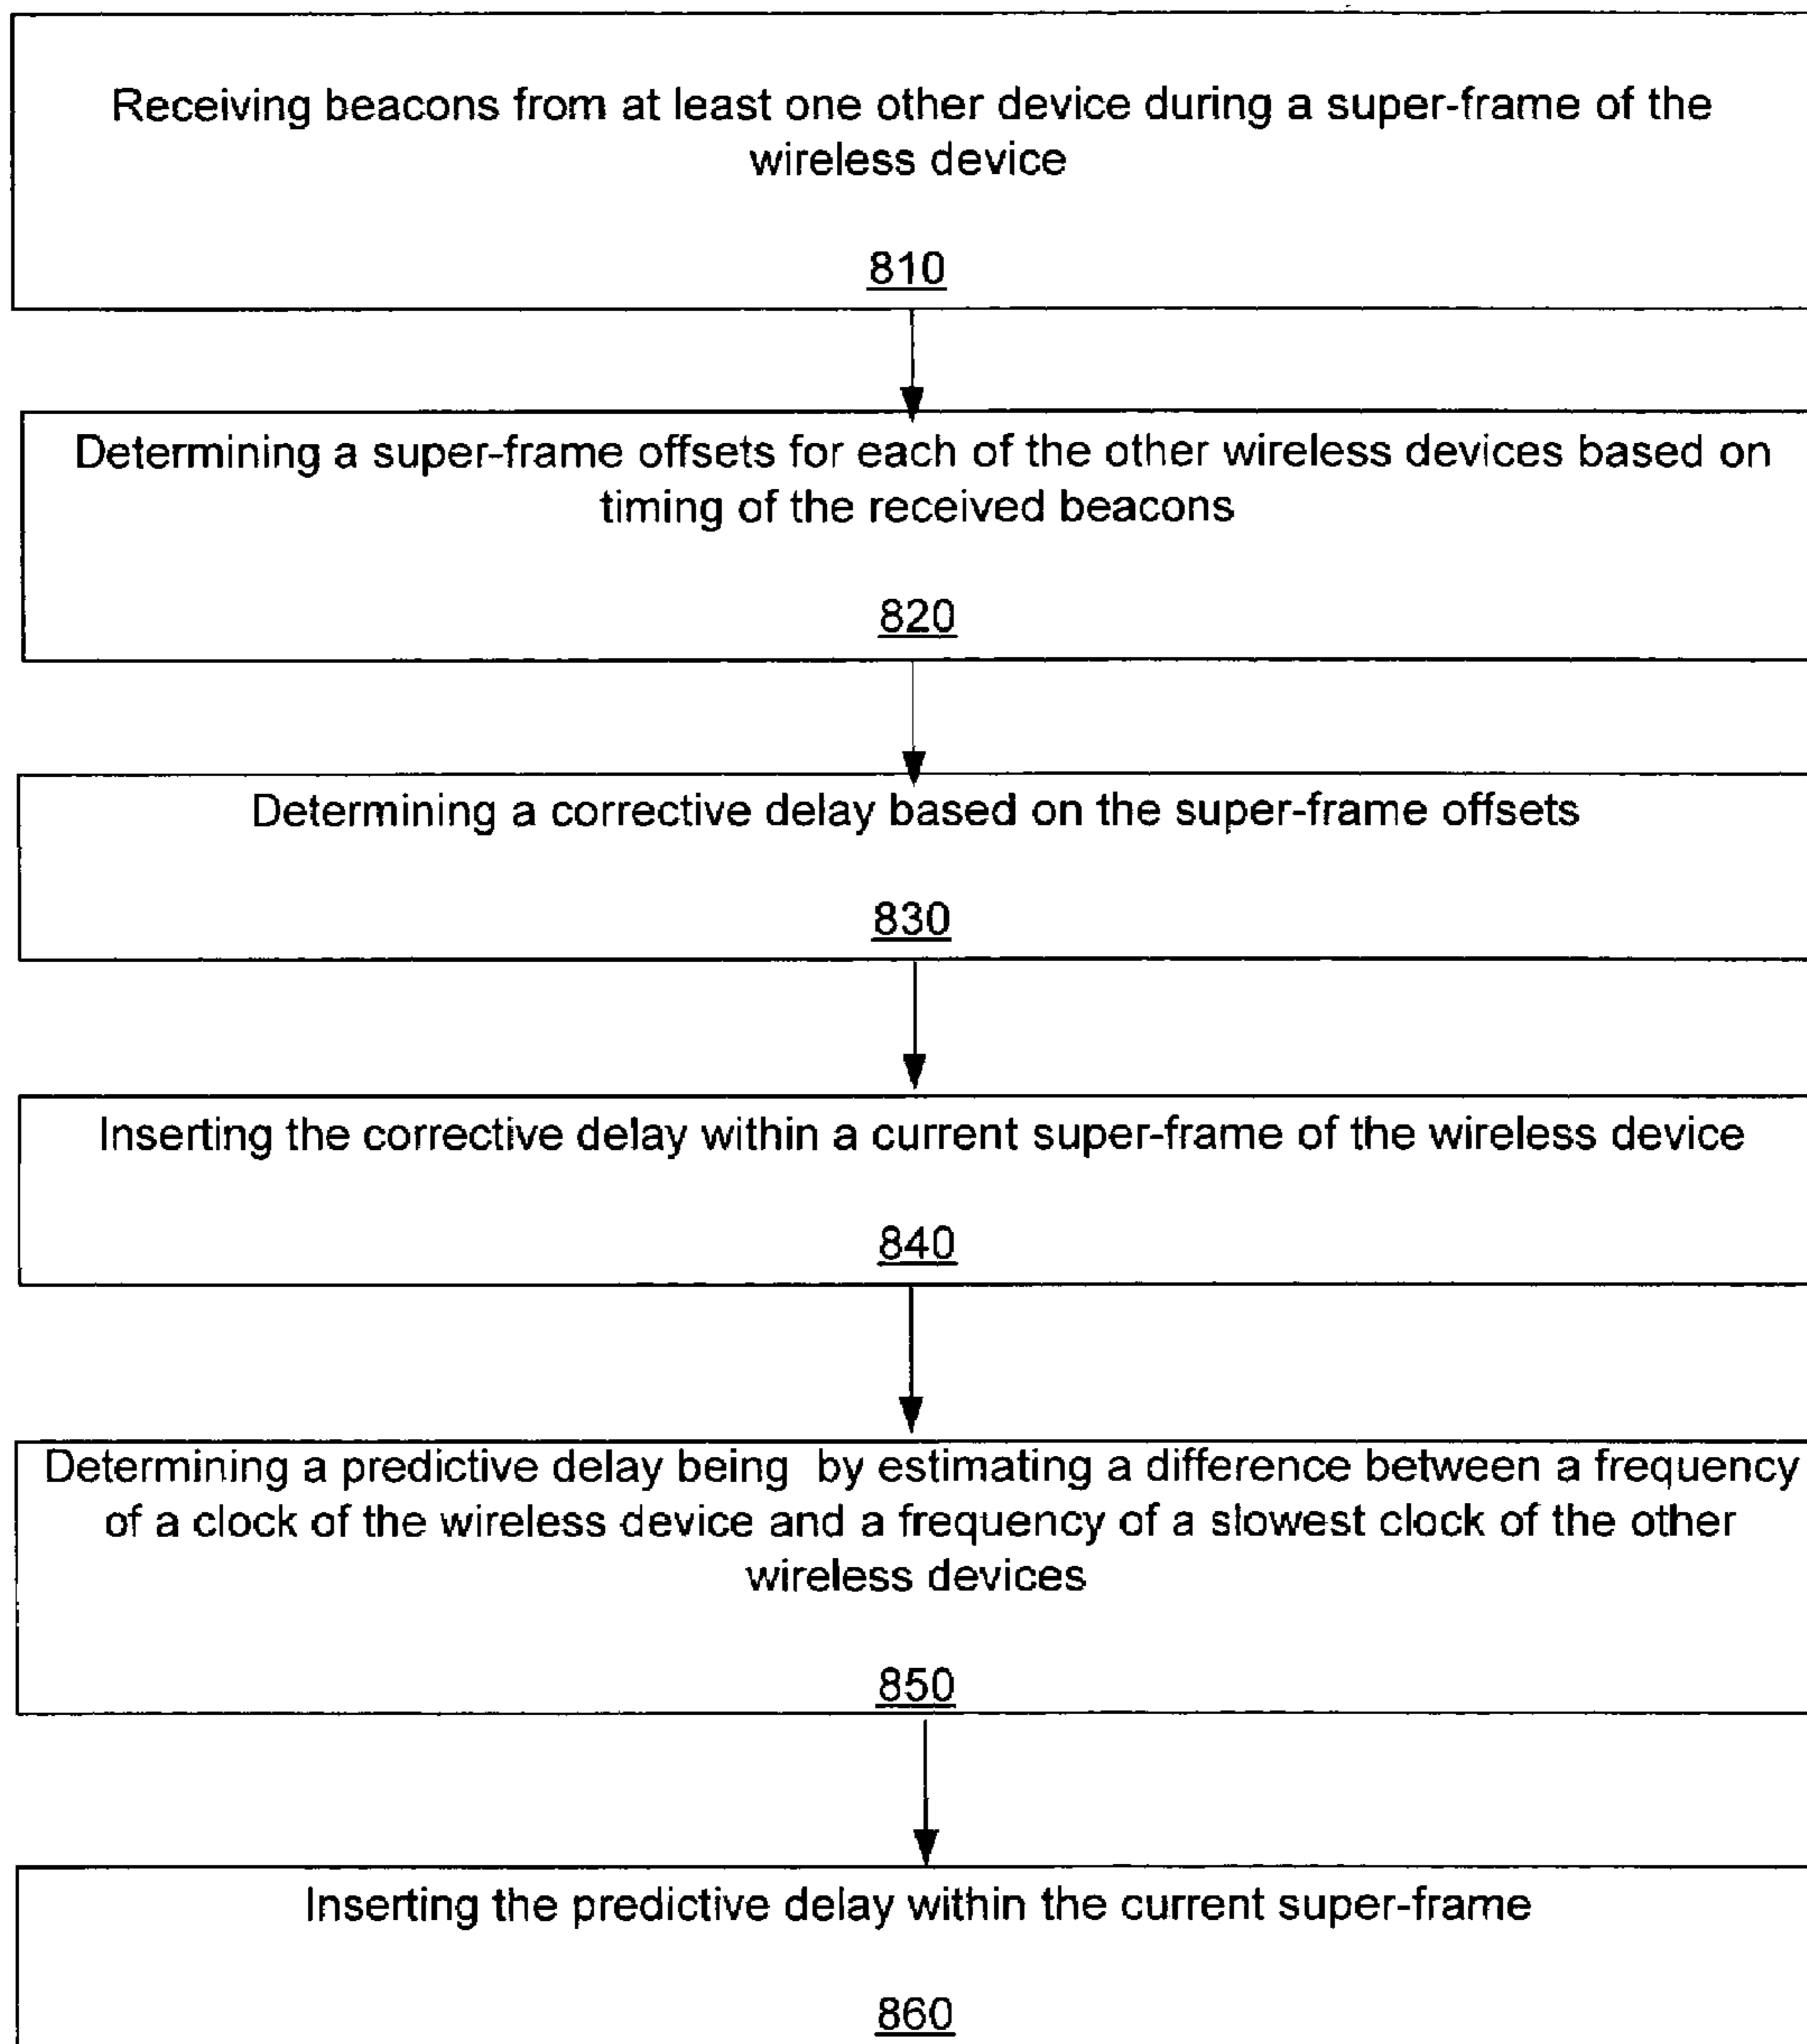 Receiving beacons from at least one other device during a super-frame of the
wireless device
810
Determining a super-frame offsets for each of the other wireless devices based on
timing of the received beacons
820
Determining a corrective delay based on the super-frame offsets
830
Inserting the corrective delay within a current super-frame of the wireless device
840
Determining a predictive delay being by estimating a difference between a frequency
of a clock of the wireless device and a frequency of a slowest clock of the other
wireless devices
850
Inserting the predictive delay within the current super-frame
860